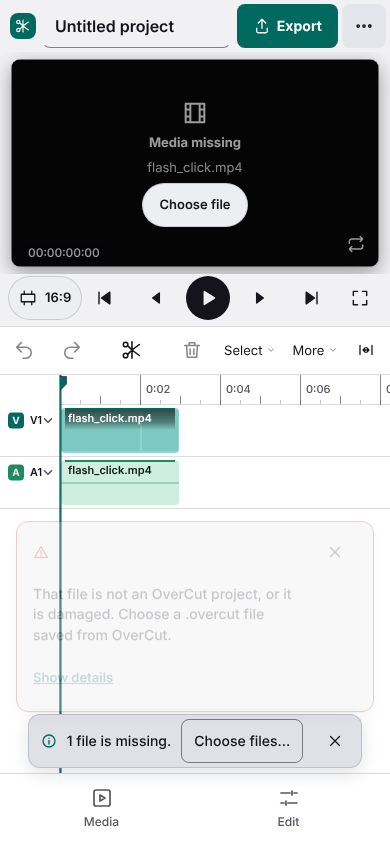 Untitled project
Export
Media missing
flash_click.mp4
Choose file
00:00:00:00
16:9
Select
More
0:02
0:04
0:06
V V1
flash_click.mp4
A A1
flash_click.mp4
That file is not an OverCut project, or it
is damaged. Choose a .overcut file
saved from OverCut.
Show details
1 file is missing.
Choose files...
Media
Edit